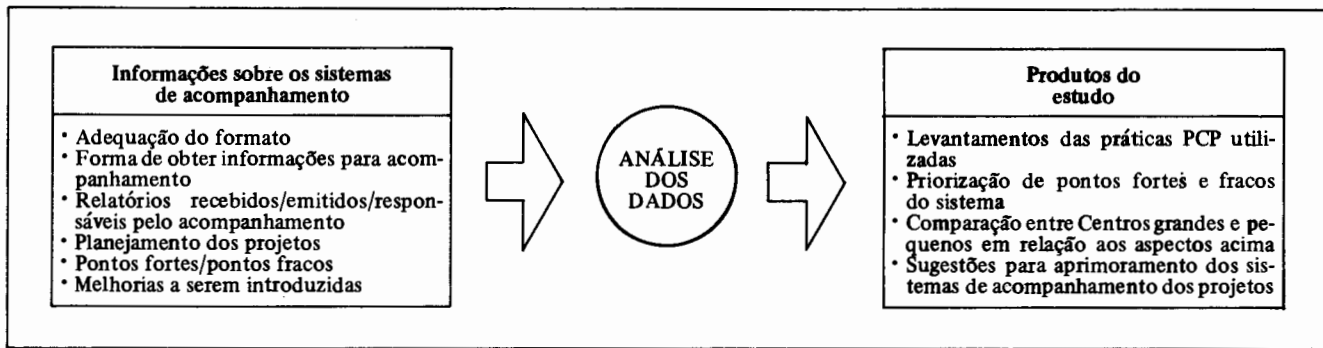 Informações sobre os sistemas
de acompanhamento
• Adequação do formato
• Forma de obter informações para acom-
panhamento
• Relatórios recebidos/emitidos/respon-
sáveis pelo acompanhamento
• Planejamento dos projetos
• Pontos fortes/pontos fracos
• Melhorias a serem introduzidas
ANÁLISE
DOS
DADOS
Produtos do
estudo
• Levantamentos das práticas PCP utili-
zadas
• Priorização de pontos fortes e fracos
do sistema
• Comparação entre Centros grandes e pe-
quenos em relação aos aspectos acima
• Sugestões para aprimoramento dos sis-
temas de acompanhamento dos projetos